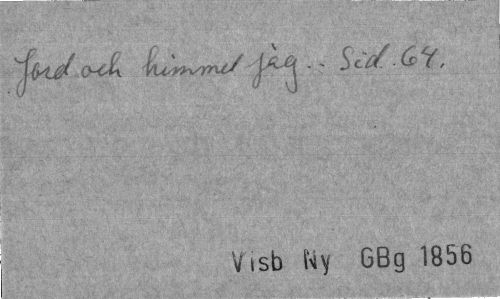 Jord och himmel jag... Sid. 64.
Visb Ny GBg 1856